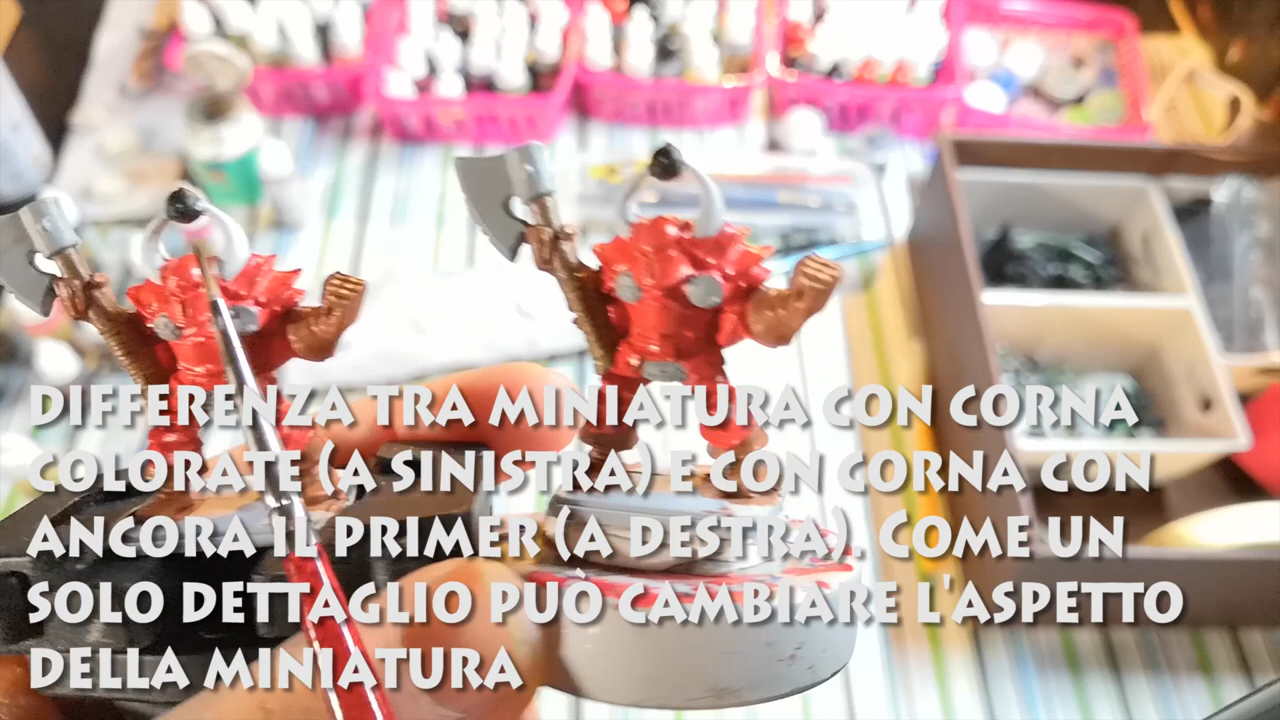 DIFFERENZA TRA MINIATURA CON CORNA
COLORATE (A SINISTRA) E CON CORNA CON
ANCORA IL PRIMER (A DESTRA). COME UN
SOLO DETTAGLIO PUÒ CAMBIARE L'ASPETTO
DELLA MINIATURA